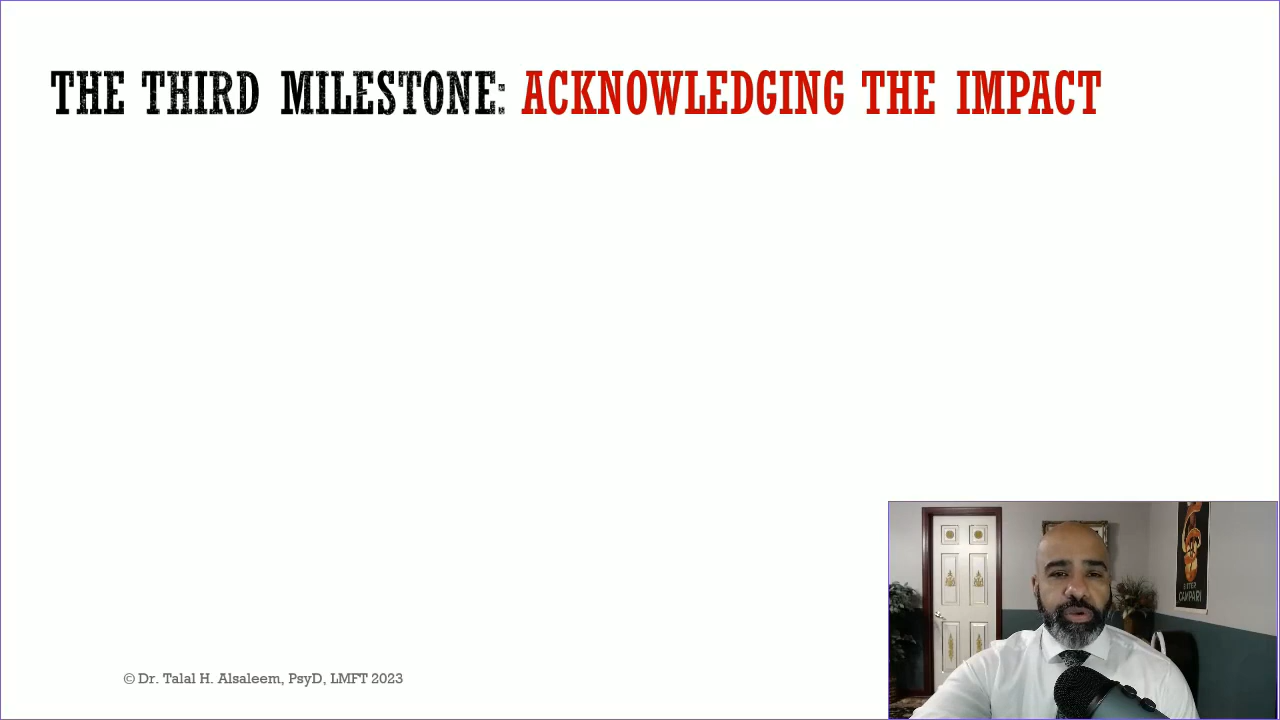 THE THIRD MILESTONE: ACKNOWLEDGING THE IMPACT
© Dr. Talal H. Alsaleem, PsyD, LMFT 2023
CAMPARI